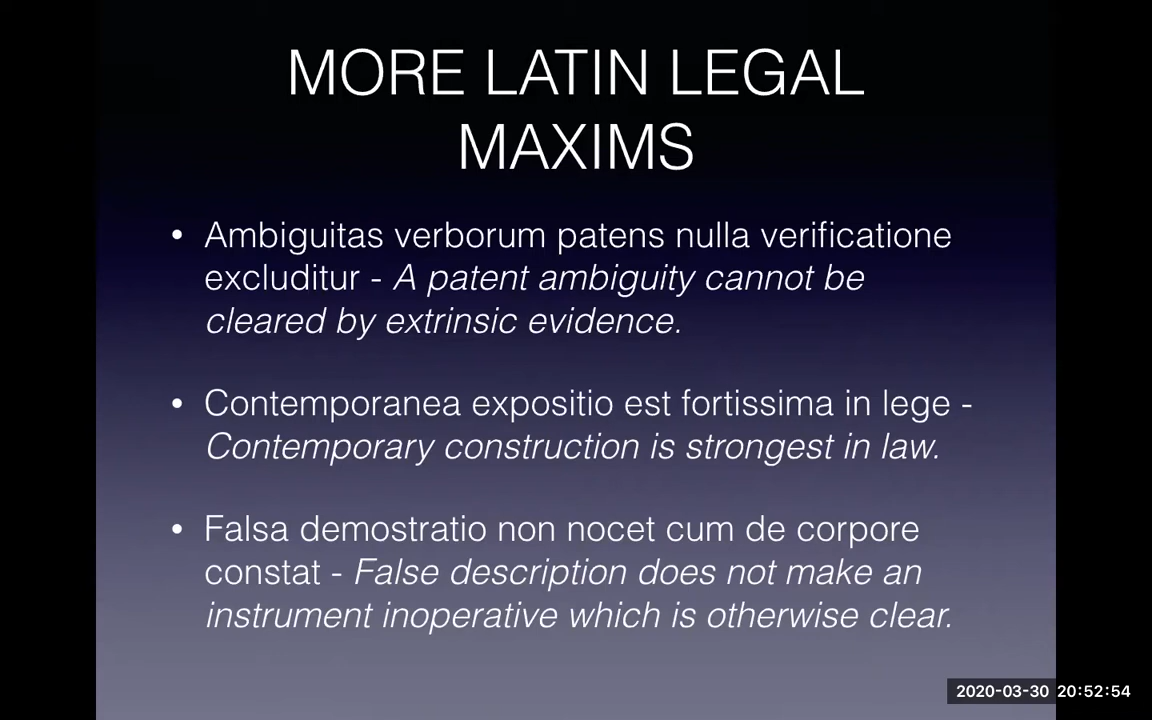 MORE LATIN LEGAL
MAXIMS
• Ambiguitas verborum patens nulla verificatione
excluditur - A patent ambiguity cannot be
cleared by extrinsic evidence.
• Contemporanea expositio est fortissima in lege -
Contemporary construction is strongest in law.
• Falsa demostratio non nocet cum de corpore
constat - False description does not make an
instrument inoperative which is otherwise clear.
2020-03-30 20:52:54